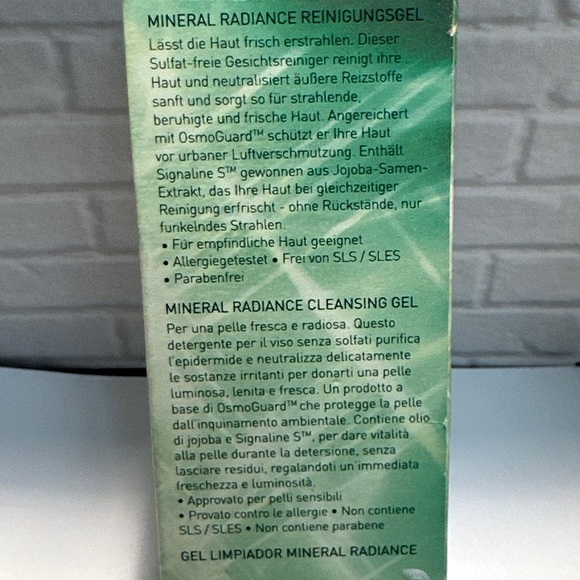 MINERAL RADIANCE REINIGUNGSGEL
Lässt die Haut frisch erstrahlen. Dieser
Sulfat-freie Gesichtsreiniger reinigt ihre
Haut und neutralisiert äußere Reizstoffe
sanft und sorgt so für strahlende,
beruhigte und frische Haut. Angereichert
mit OsmoGuard™ schützt er Ihre Haut
vor urbaner Luftverschmutzung. Enthält
Signaline S™ gewonnen aus Jojoba-Samen-
Extrakt, das Ihre Haut bei gleichzeitiger
Reinigung erfrischt - ohne Rückstände, nur
funkelndes Strahlen.
• Für empfindliche Haut geeignet
• Allergiegetestet • Frei von SLS / SLES
• Parabenfrei
MINERAL RADIANCE CLEANSING GEL
Per una pelle fresca e radiosa. Questo
detergente per il viso senza solfati purifica
l'epidermide e neutralizza delicatamente
le sostanze irritanti per donarti una pelle
luminosa, lenita e fresca. Un prodotto a
base di OsmoGuard™ che protegge la pelle
dall'inquinamento ambientale. Contiene olio
di jojoba e Signaline S™, per dare vitalità
alla pelle durante la detersione, senza
lasciare residui, regalandoti un'immediata
freschezza e luminosità.
• Approvato per pelli sensibili
• Provato contro le allergie • Non contiene
SLS / SLES • Non contiene parabene
GEL LIMPIADOR MINERAL RADIANCE